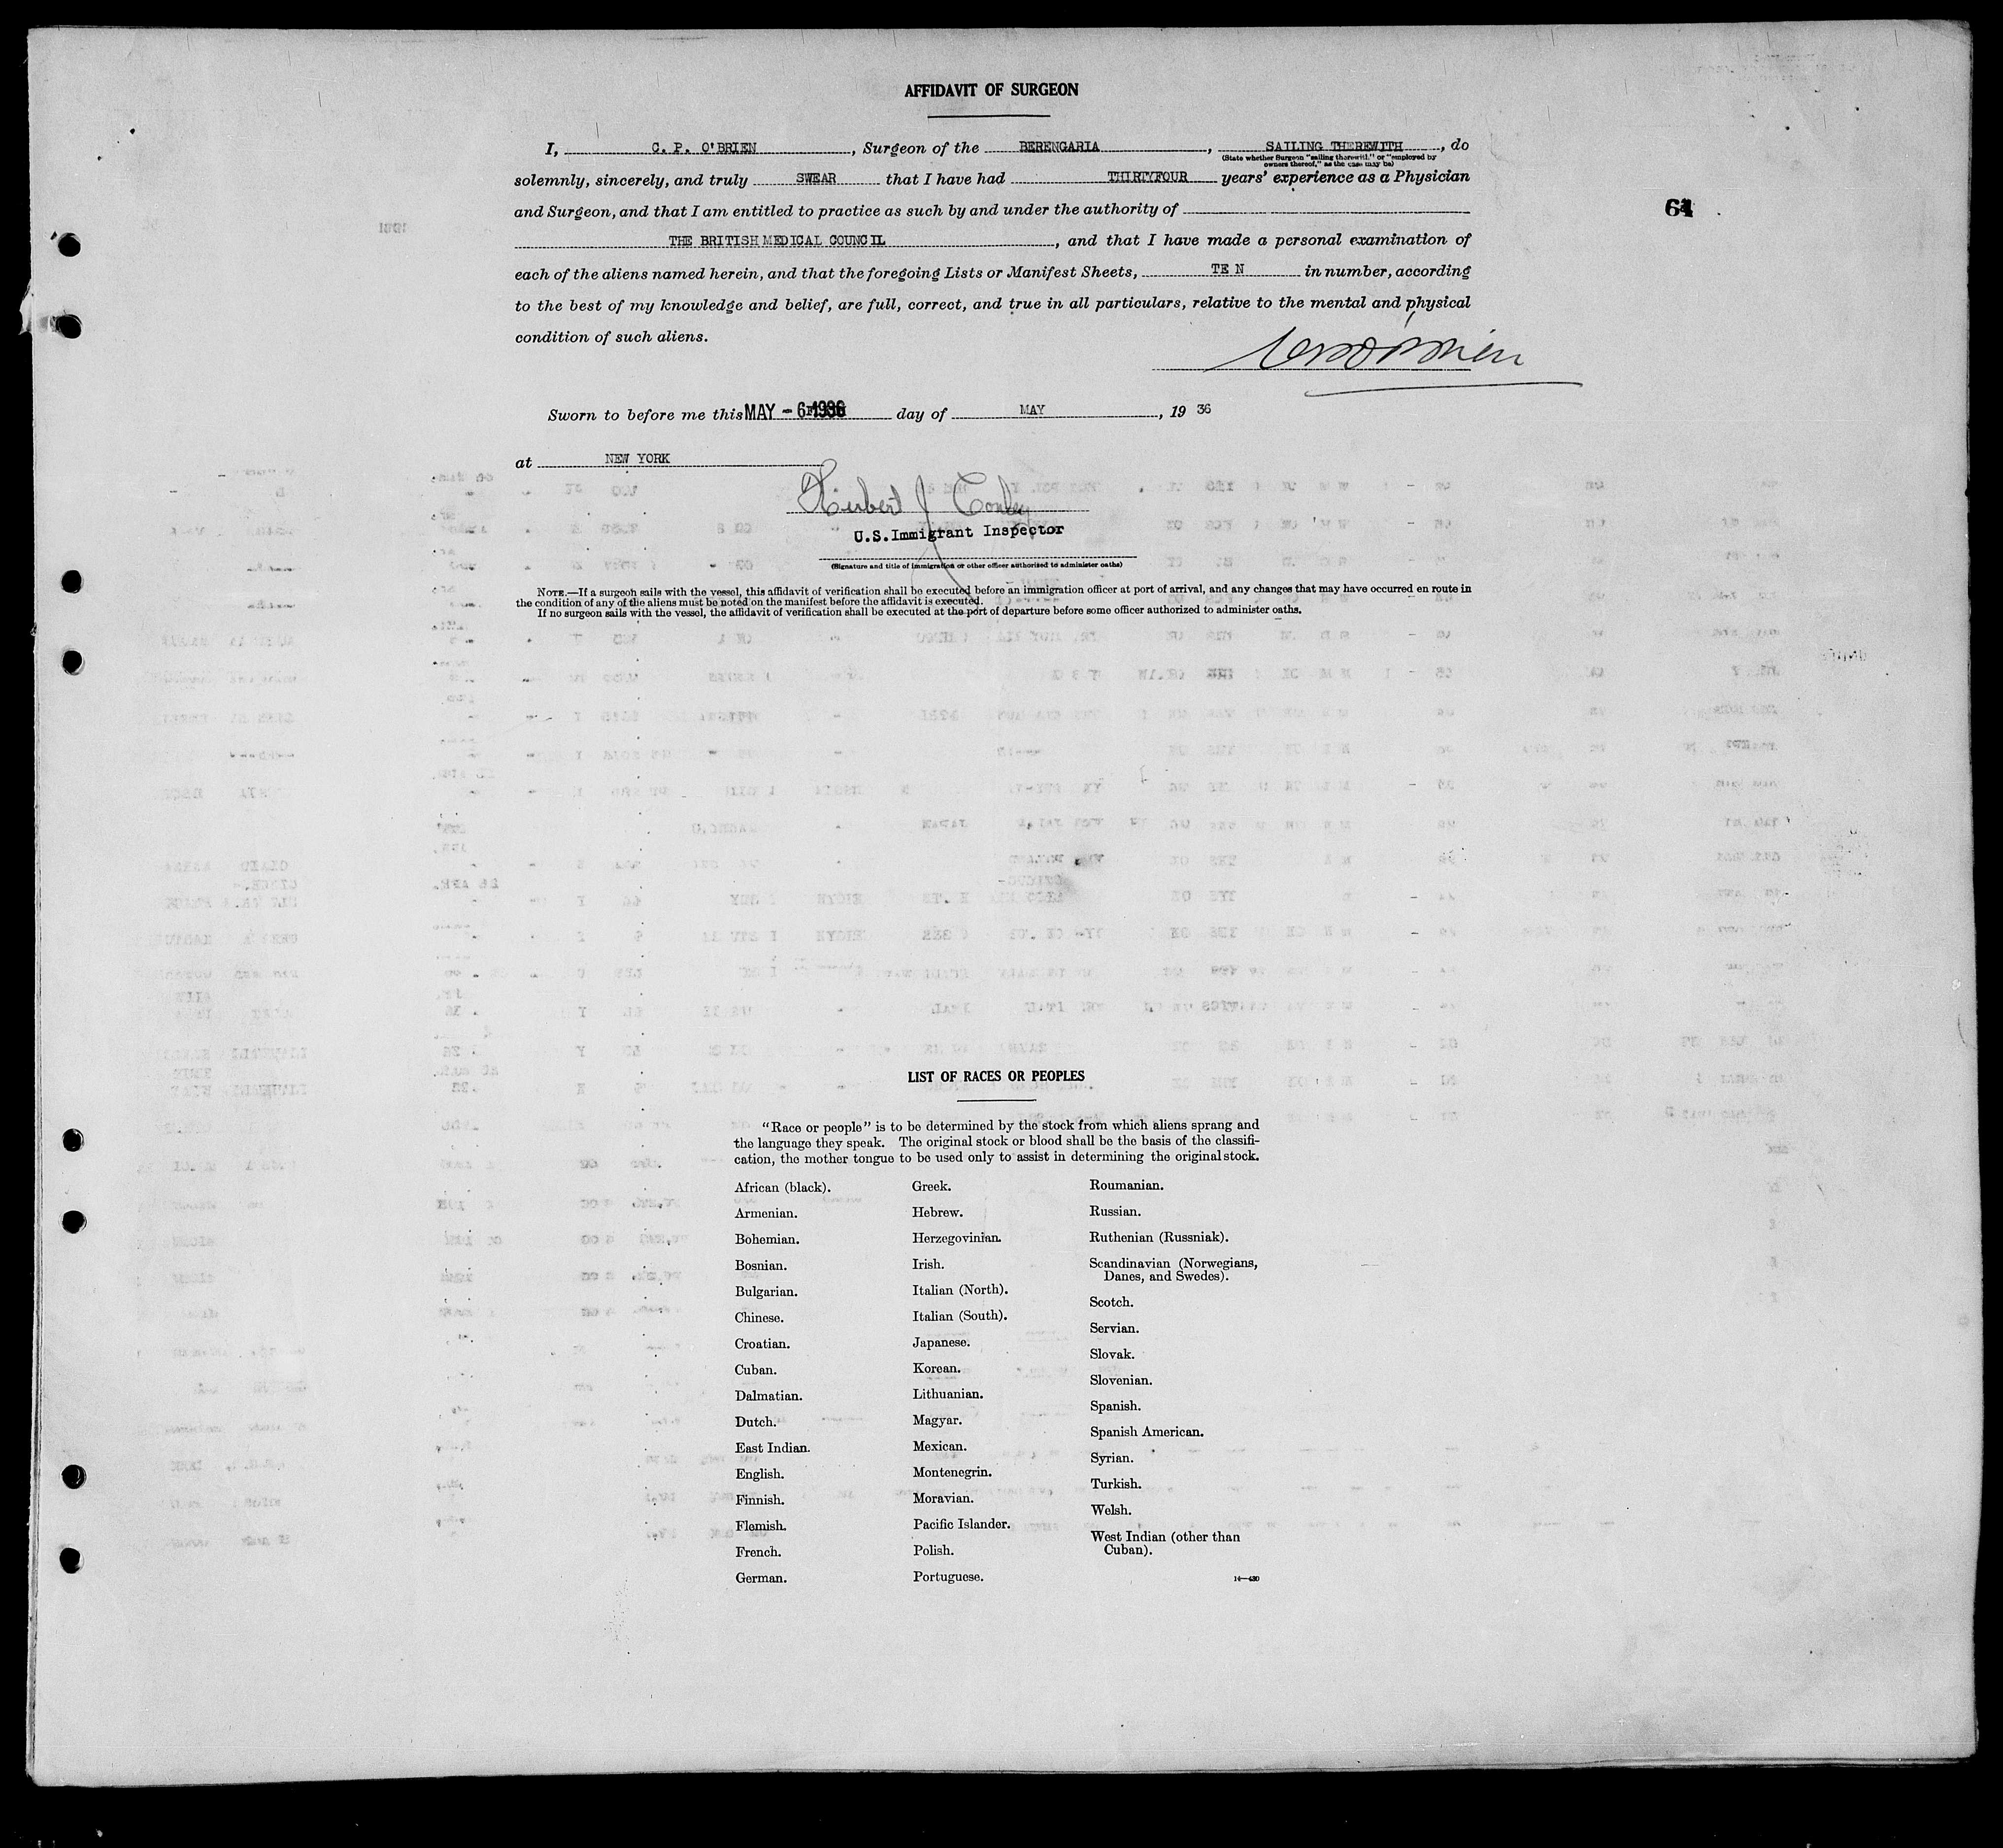 AFFIDAVIT OF SURGEON
I, C. P. O'BRIEN, Surgeon of the BERENGARIA, SAILING THEREWITH, do
(State whether Surgeon "sailing therewith" or "employed by
owners thereof," as the case may be)
solemnly, sincerely, and truly SWEAR that I have had THIRTYFOUR years' experience as a Physician
and Surgeon, and that I am entitled to practice as such by and under the authority of
64
THE BRITISH MEDICAL COUNCIL, and that I have made a personal examination of
each of the aliens named herein, and that the foregoing Lists or Manifest Sheets, TE N in number, according
to the best of my knowledge and belief, are full, correct, and true in all particulars, relative to the mental and physical
condition of such aliens.
Sworn to before me this MAY - 6 1936 day of MAY, 19 36
at NEW YORK
Herbert J Conley
U.S. Immigrant Inspector
(Signature and title of immigration or other officer authorized to administer oaths)
NOTE.—If a surgeon sails with the vessel, this affidavit of verification shall be executed before an immigration officer at port of arrival, and any changes that may have occurred en route in
the condition of any of the aliens must be noted on the manifest before the affidavit is executed.
If no surgeon sails with the vessel, the affidavit of verification shall be executed at the port of departure before some officer authorized to administer oaths.
LIST OF RACES OR PEOPLES
"Race or people" is to be determined by the stock from which aliens sprang and
the language they speak. The original stock or blood shall be the basis of the classifi-
cation, the mother tongue to be used only to assist in determining the original stock.
African (black).
Armenian.
Bohemian.
Bosnian.
Bulgarian.
Chinese.
Croatian.
Cuban.
Dalmatian.
Dutch.
East Indian.
English.
Finnish.
Flemish.
French.
German.
Greek.
Hebrew.
Herzegovinian.
Irish.
Italian (North).
Italian (South).
Japanese.
Korean.
Lithuanian.
Magyar.
Mexican.
Montenegrin.
Moravian.
Pacific Islander.
Polish.
Portuguese.
Roumanian.
Russian.
Ruthenian (Russniak).
Scandinavian (Norwegians,
Danes, and Swedes).
Scotch.
Servian.
Slovak.
Slovenian.
Spanish.
Spanish American.
Syrian.
Turkish.
Welsh.
West Indian (other than
Cuban).
14—430